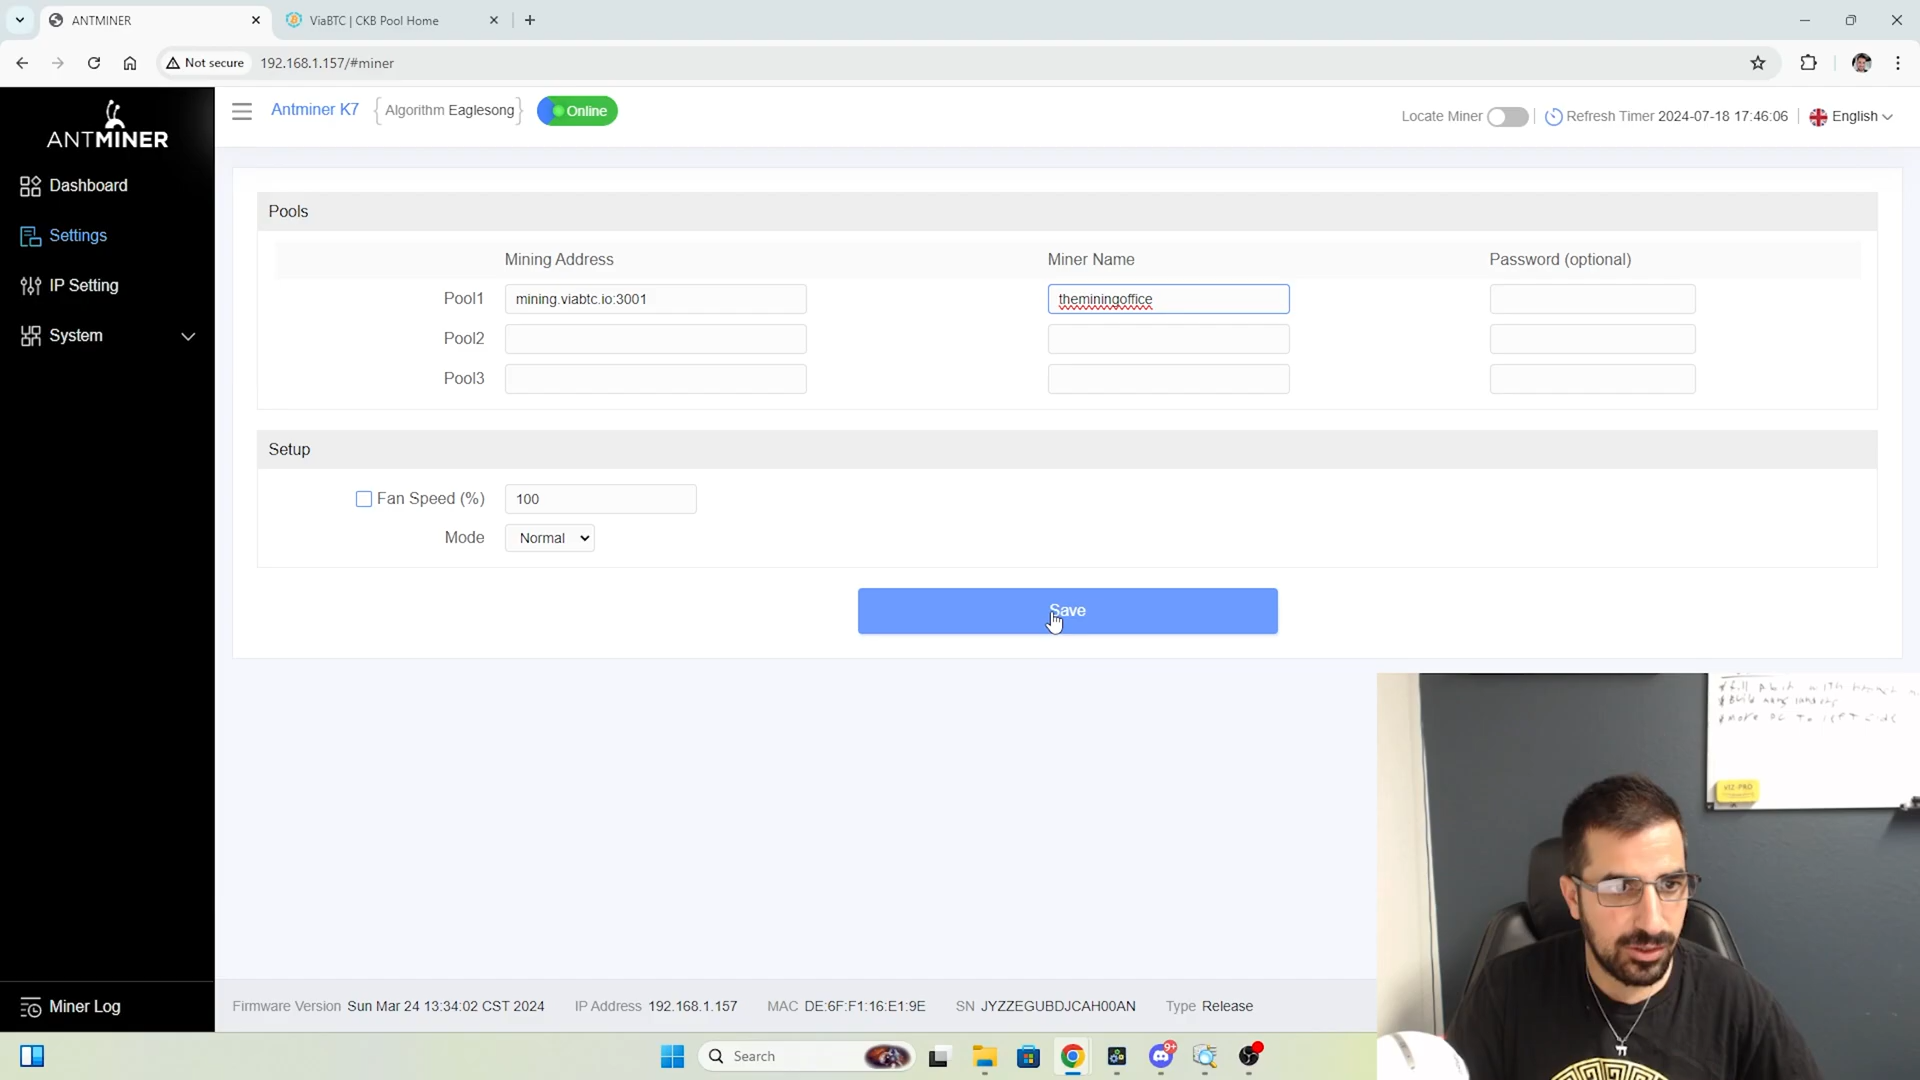 ANTMINER
ViaBTC | CKB Pool Home
Not secure
192.168.1.157/#miner
ANTMINER
Antminer K7
{Algorithm Eaglesong}
Online
Locate Miner
Refresh Timer 2024-07-18 17:46:06
English
Dashboard
Settings
IP Setting
System
Pools
Mining Address
Miner Name
Password (optional)
Pool1
mining.viabtc.io:3001
theminingoffice
Pool2
Pool3
Setup
Fan Speed (%)
100
Mode
Normal
Save
VIZ-PRO
Miner Log
Firmware Version Sun Mar 24 13:34:02 CST 2024
IP Address 192.168.1.157
MAC DE:6F:F1:16:E1:9E
SN JYZZEGUBDJCAH00AN
Type Release
Search
9+